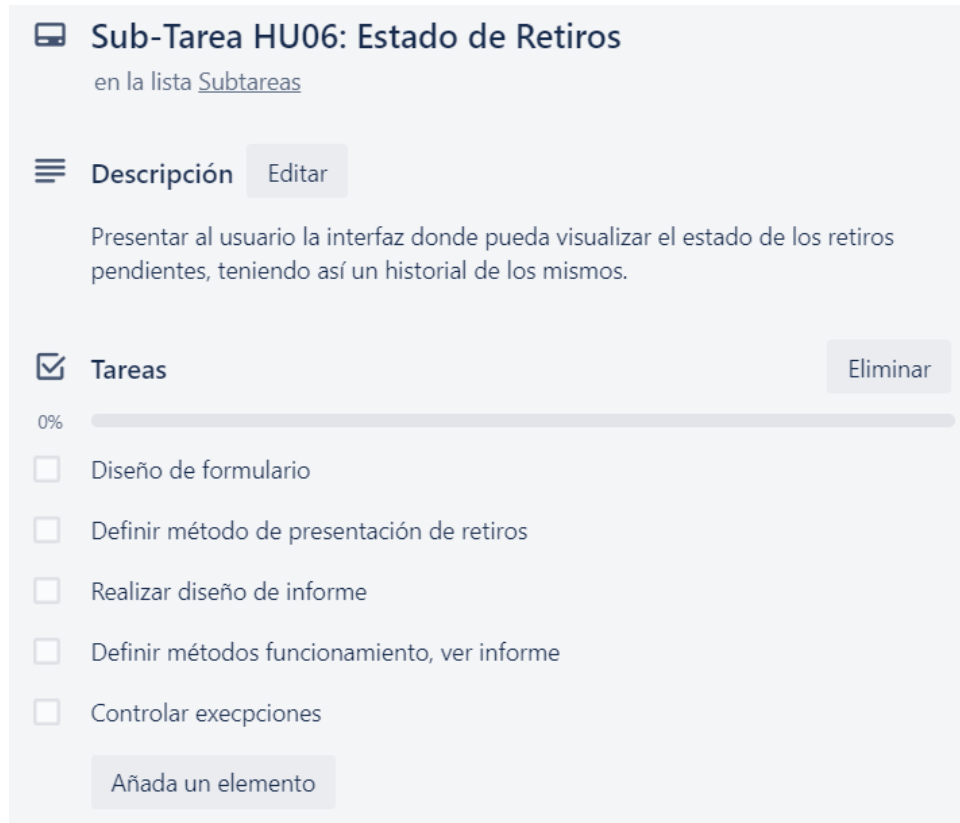 Sub-Tarea HU06: Estado de Retiros
en la lista Subtareas
Descripción Editar
Presentar al usuario la interfaz donde pueda visualizar el estado de los retiros
pendientes, teniendo así un historial de los mismos.
Tareas Eliminar
0%
Diseño de formulario
Definir método de presentación de retiros
Realizar diseño de informe
Definir métodos funcionamiento, ver informe
Controlar execpciones
Añada un elemento